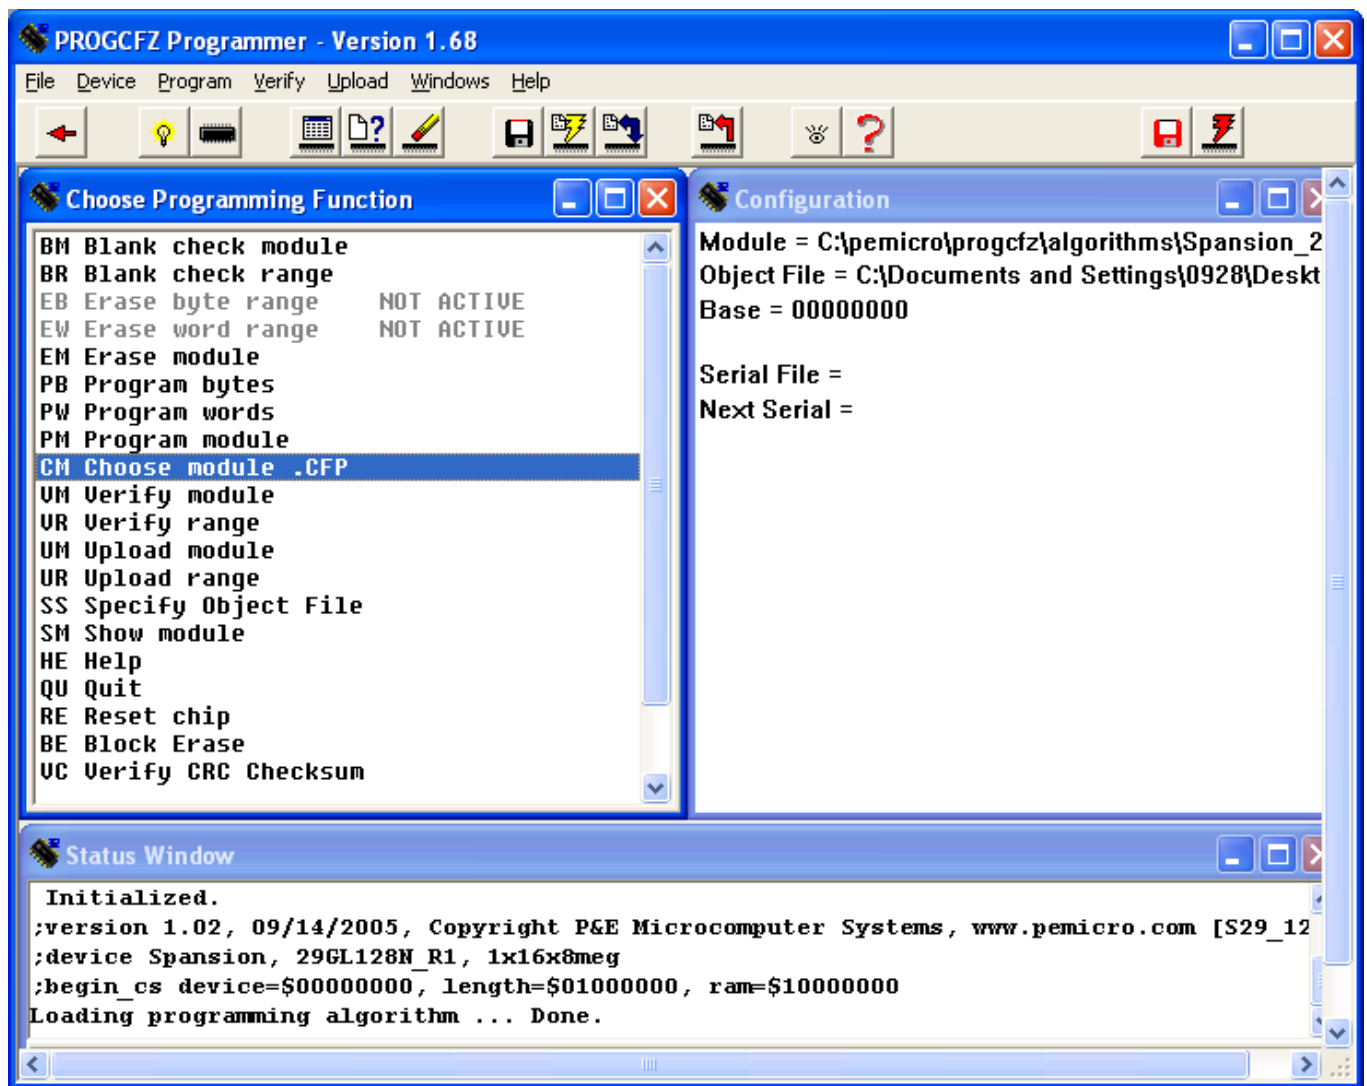 PROGCFZ Programmer - Version 1.68
File Device Program Verify Upload Windows Help
Choose Programming Function
BM Blank check module
BR Blank check range
EB Erase byte range NOT ACTIVE
EW Erase word range NOT ACTIVE
EM Erase module
PB Program bytes
PW Program words
PM Program module
CM Choose module .CFP
VM Verify module
VR Verify range
UM Upload module
UR Upload range
SS Specify Object File
SM Show module
HE Help
QU Quit
RE Reset chip
BE Block Erase
VC Verify CRC Checksum
Configuration
Module = C:\pemicro\progcfz\algorithms\Spansion_2
Object File = C:\Documents and Settings\0928\Deskt
Base = 00000000
Serial File =
Next Serial =
Status Window
Initialized.
;version 1.02, 09/14/2005, Copyright P&E Microcomputer Systems, www.pemicro.com [S29_12
;device Spansion, 29GL128N_R1, 1x16x8meg
;begin_cs device=$00000000, length=$01000000, ram=$10000000
Loading programming algorithm ... Done.